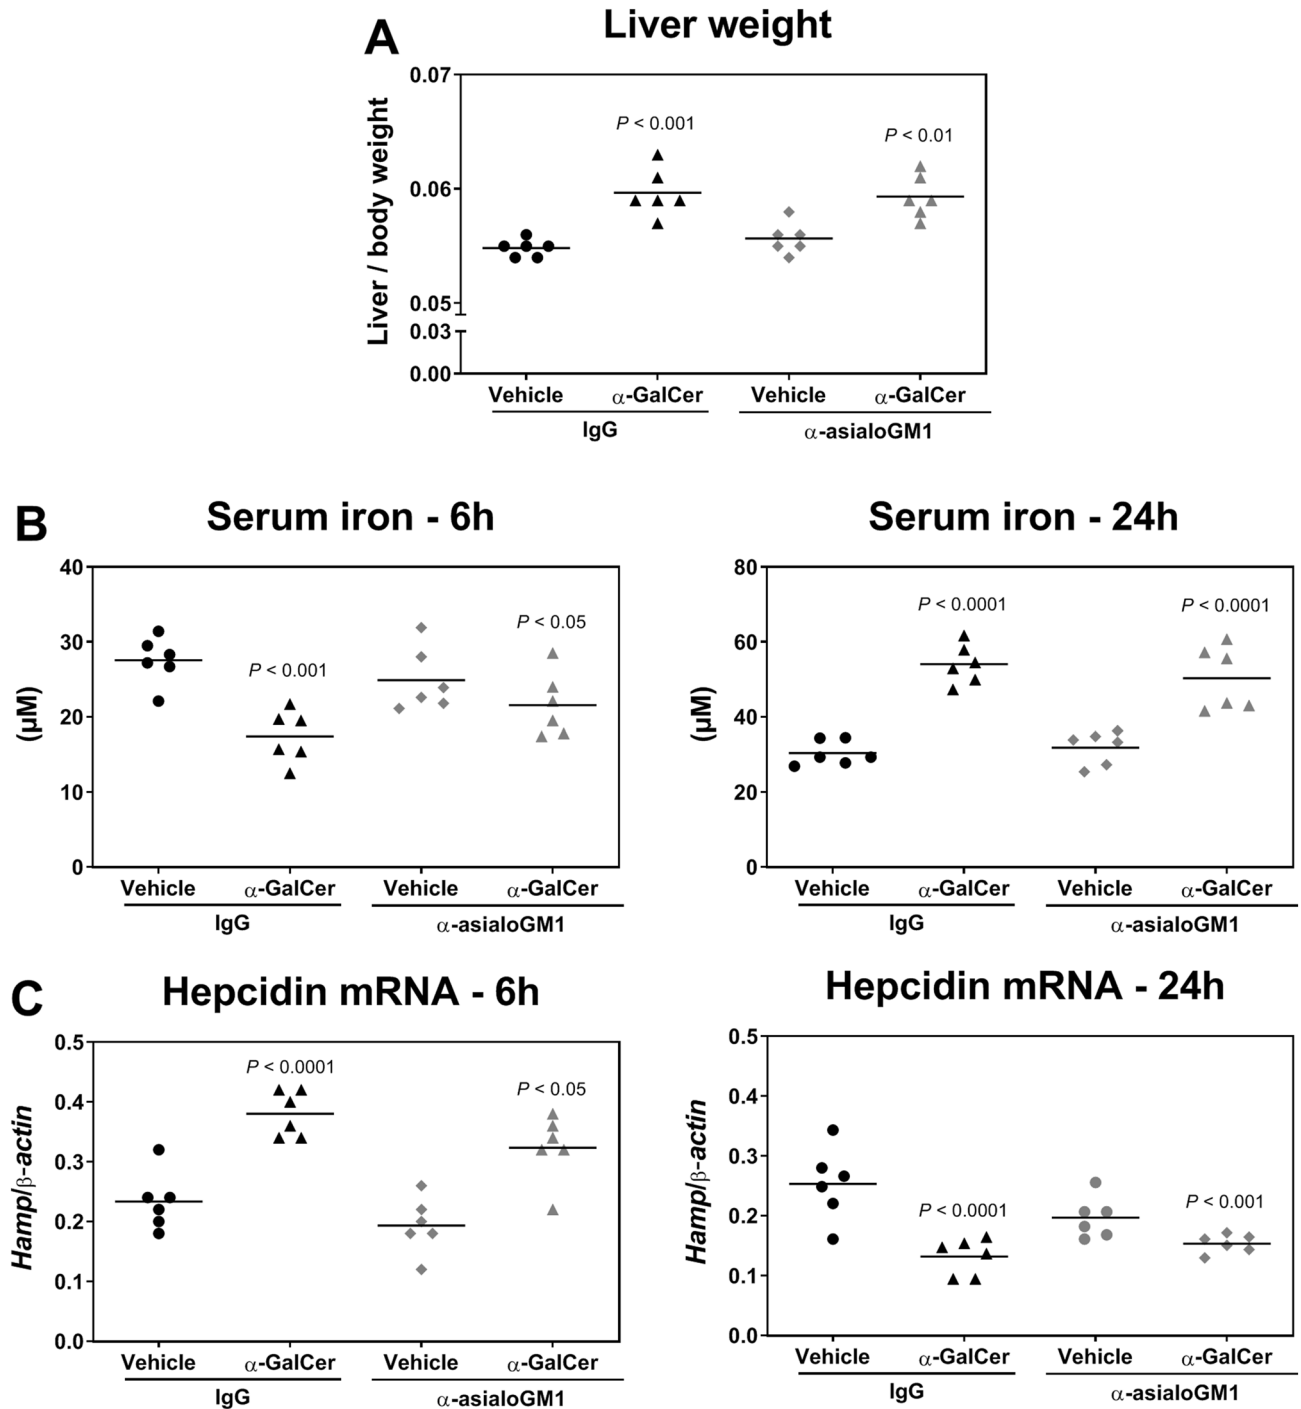 A
Liver weight
Liver / body weight
0.07
0.06
0.05
0.03
0.00
P < 0.001
P < 0.01
Vehicle α-GalCer Vehicle α-GalCer
IgG α-asialoGM1
B
Serum iron - 6h
(µM)
40
30
20
10
0
P < 0.001
P < 0.05
Vehicle α-GalCer Vehicle α-GalCer
IgG α-asialoGM1
Serum iron - 24h
(µM)
80
60
40
20
0
P < 0.0001
P < 0.0001
Vehicle α-GalCer Vehicle α-GalCer
IgG α-asialoGM1
C
Hepcidin mRNA - 6h
Hamp/β-actin
0.5
0.4
0.3
0.2
0.1
0.0
P < 0.0001
P < 0.05
Vehicle α-GalCer Vehicle α-GalCer
IgG α-asialoGM1
Hepcidin mRNA - 24h
Hamp/β-actin
0.5
0.4
0.3
0.2
0.1
0.0
P < 0.0001
P < 0.001
Vehicle α-GalCer Vehicle α-GalCer
IgG α-asialoGM1